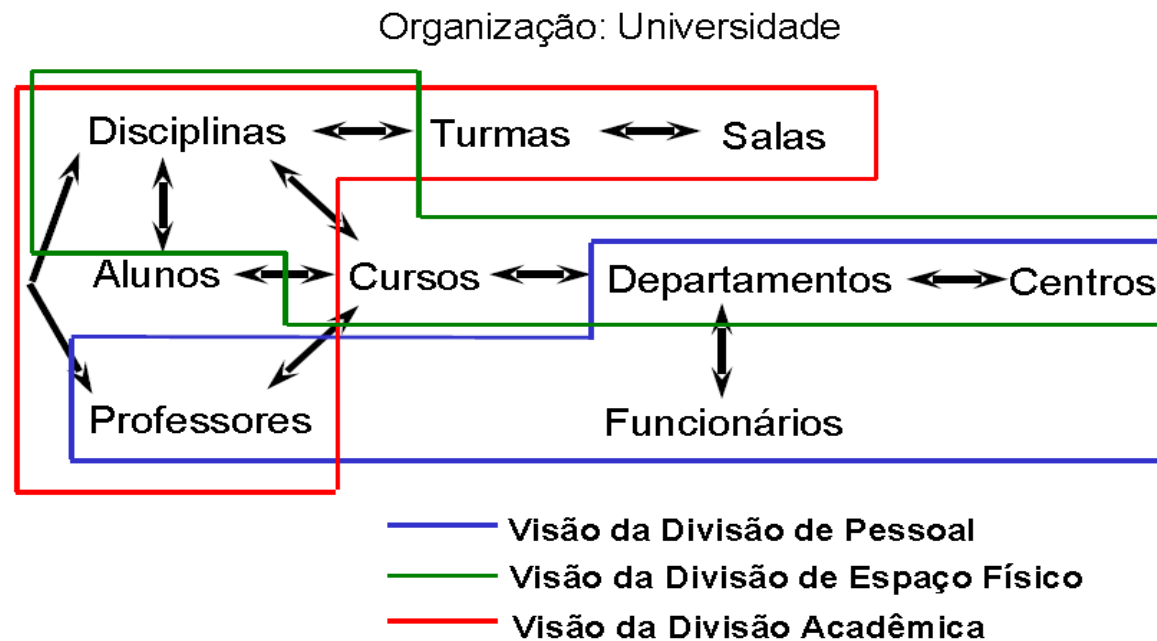 Organização: Universidade
Disciplinas Turmas Salas
Alunos Cursos Departamentos Centros
Professores Funcionários
Visão da Divisão de Pessoal
Visão da Divisão de Espaço Físico
Visão da Divisão Acadêmica